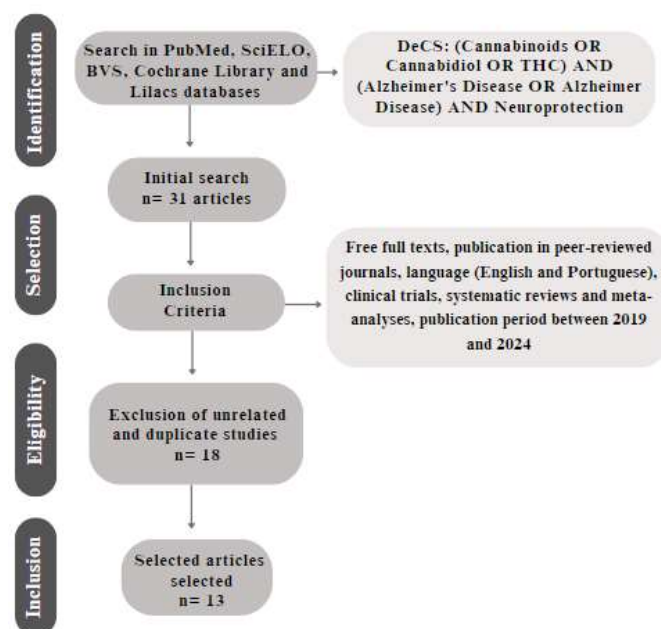 Identification
Search in PubMed, SciELO,
BVS, Cochrane Library and
Lilacs databases
DeCS: (Cannabinoids OR
Cannabidiol OR THC) AND
(Alzheimer's Disease OR Alzheimer
Disease) AND Neuroprotection
Initial search
n= 31 articles
Selection
Inclusion
Criteria
Free full texts, publication in peer-reviewed
journals, language (English and Portuguese),
clinical trials, systematic reviews and meta-
analyses, publication period between 2019
and 2024
Eligibility
Exclusion of unrelated
and duplicate studies
n= 18
Inclusion
Selected articles
selected
n= 13